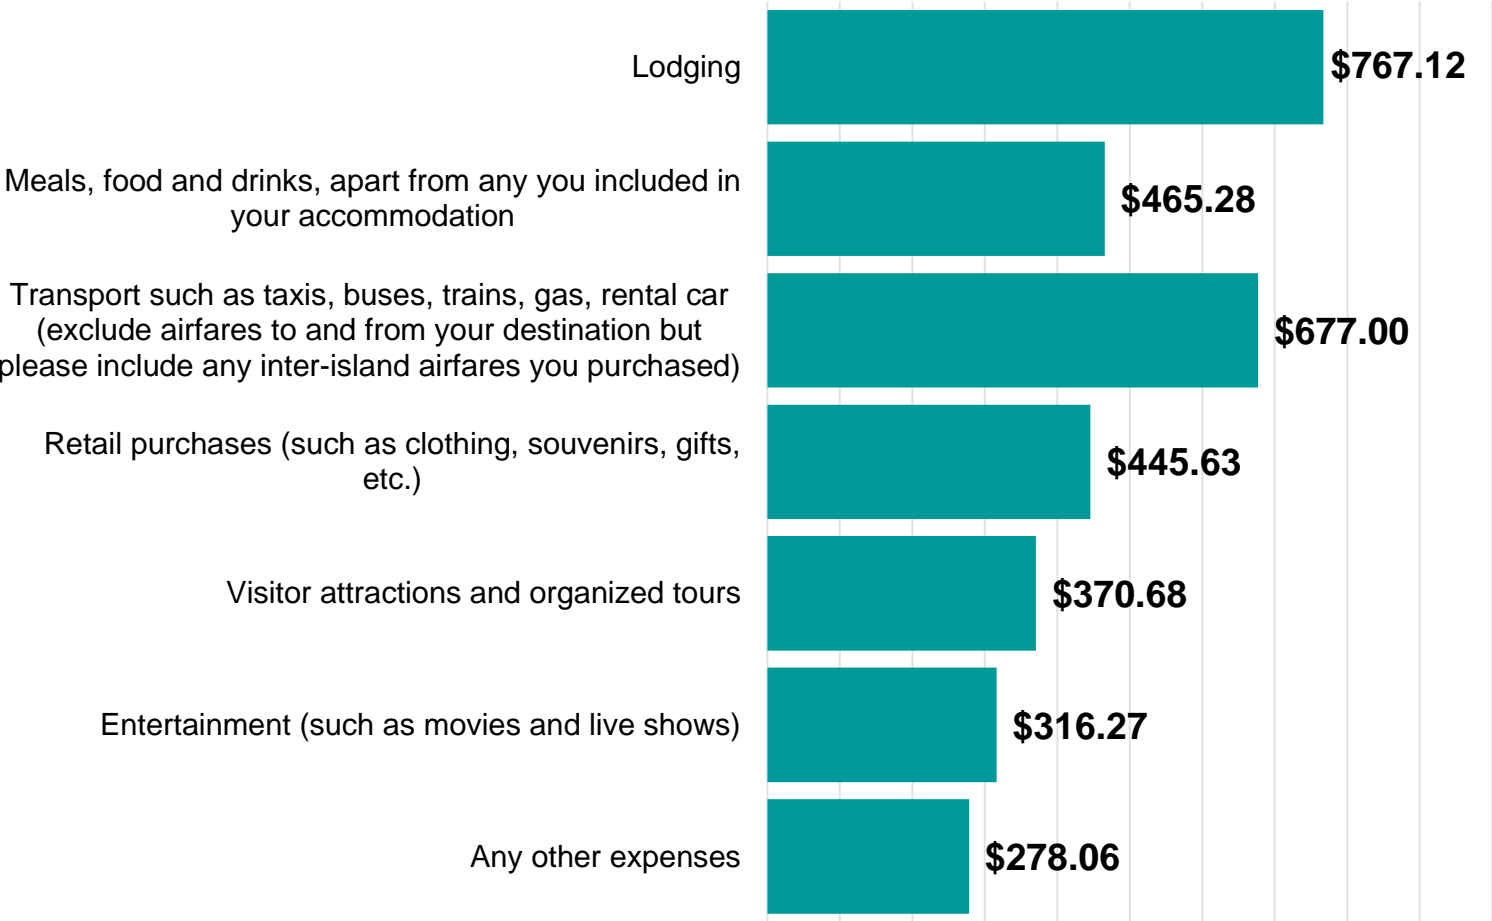 Lodging
$767.12
Meals, food and drinks, apart from any you included in
your accommodation
$465.28
Transport such as taxis, buses, trains, gas, rental car
(exclude airfares to and from your destination but
please include any inter-island airfares you purchased)
$677.00
Retail purchases (such as clothing, souvenirs, gifts,
etc.)
$445.63
Visitor attractions and organized tours
$370.68
Entertainment (such as movies and live shows)
$316.27
Any other expenses
$278.06